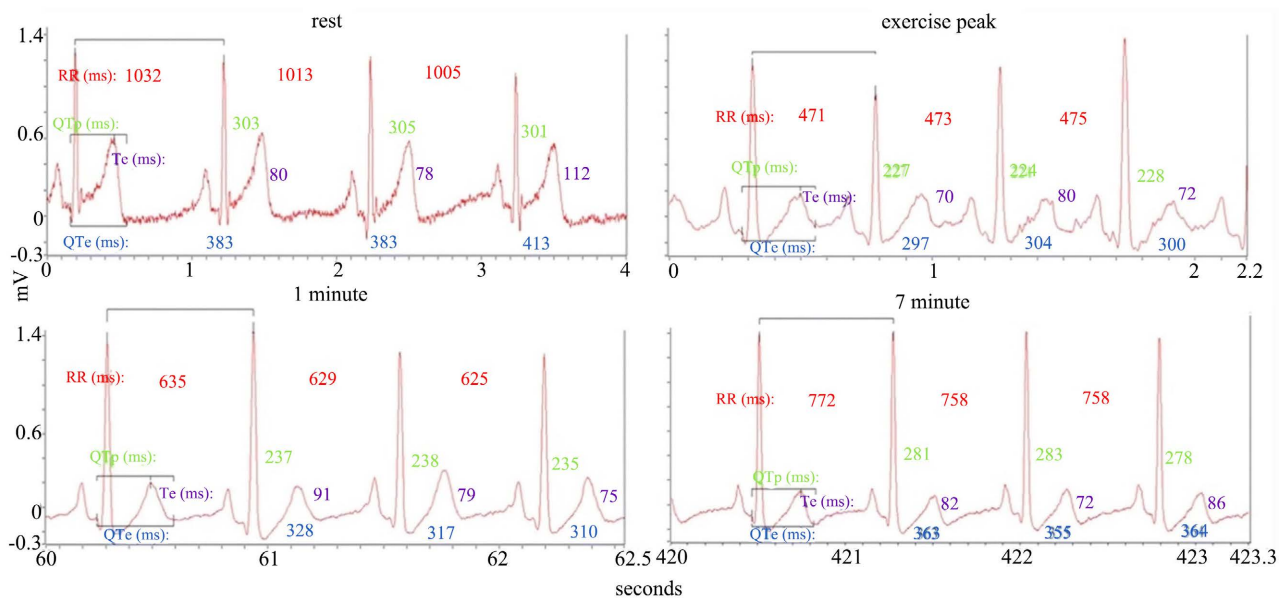 rest
1.4
0.6
0
-0.3
RR (ms): 1032 1013 1005
QTp (ms): 303 305 301
Te (ms): 80 78 112
QTe (ms): 383 383 413
0 1 2 3 4
exercise peak
RR (ms): 471 473 475
QTp (ms): 227 224 228
Te (ms): 70 80 72
QTe (ms): 297 304 300
0 1 2 2.2
mV
1 minute
1.4
0.6
0
-0.3
RR (ms): 635 629 625
QTp (ms): 237 238 235
Te (ms): 91 79 75
QTe (ms): 328 317 310
60 61 62 62.5
7 minute
RR (ms): 772 758 758
QTp (ms): 281 283 278
Te (ms): 82 72 86
QTe (ms): 363 355 364
420 421 422 423 423.3
seconds